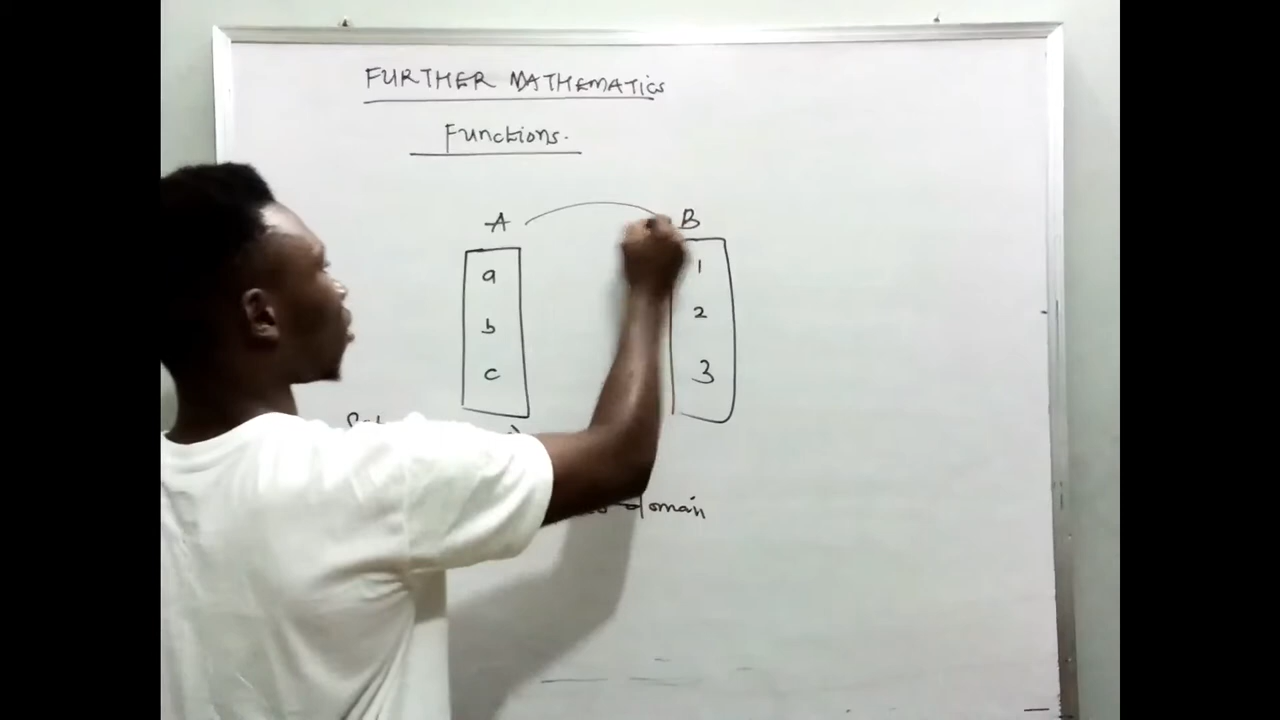 FURTHER MATHEMATICS
Functions.
A B
a 1
b 2
c 3
domain